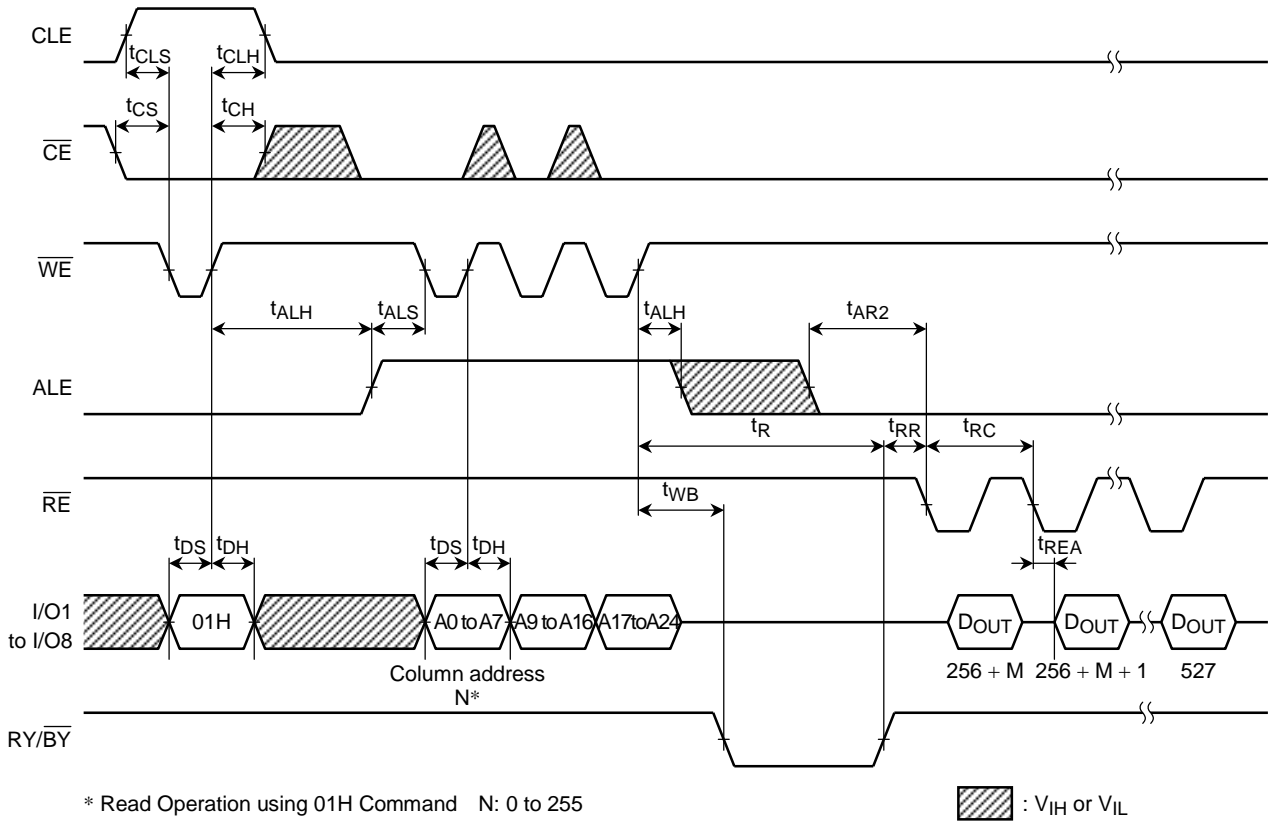 CLE
tCLS tCLH
tCS tCH
CE
WE
tALH tALS tALH tAR2
ALE
tR tRR tRC
RE
tWB
tDS tDH tDS tDH tREA
I/O1
to I/O8
01H A0 to A7 A9 to A16 A17 to A24 DOUT DOUT DOUT
256 + M 256 + M + 1 527
Column address
N*
RY/BY
* Read Operation using 01H Command N: 0 to 255
: VIH or VIL